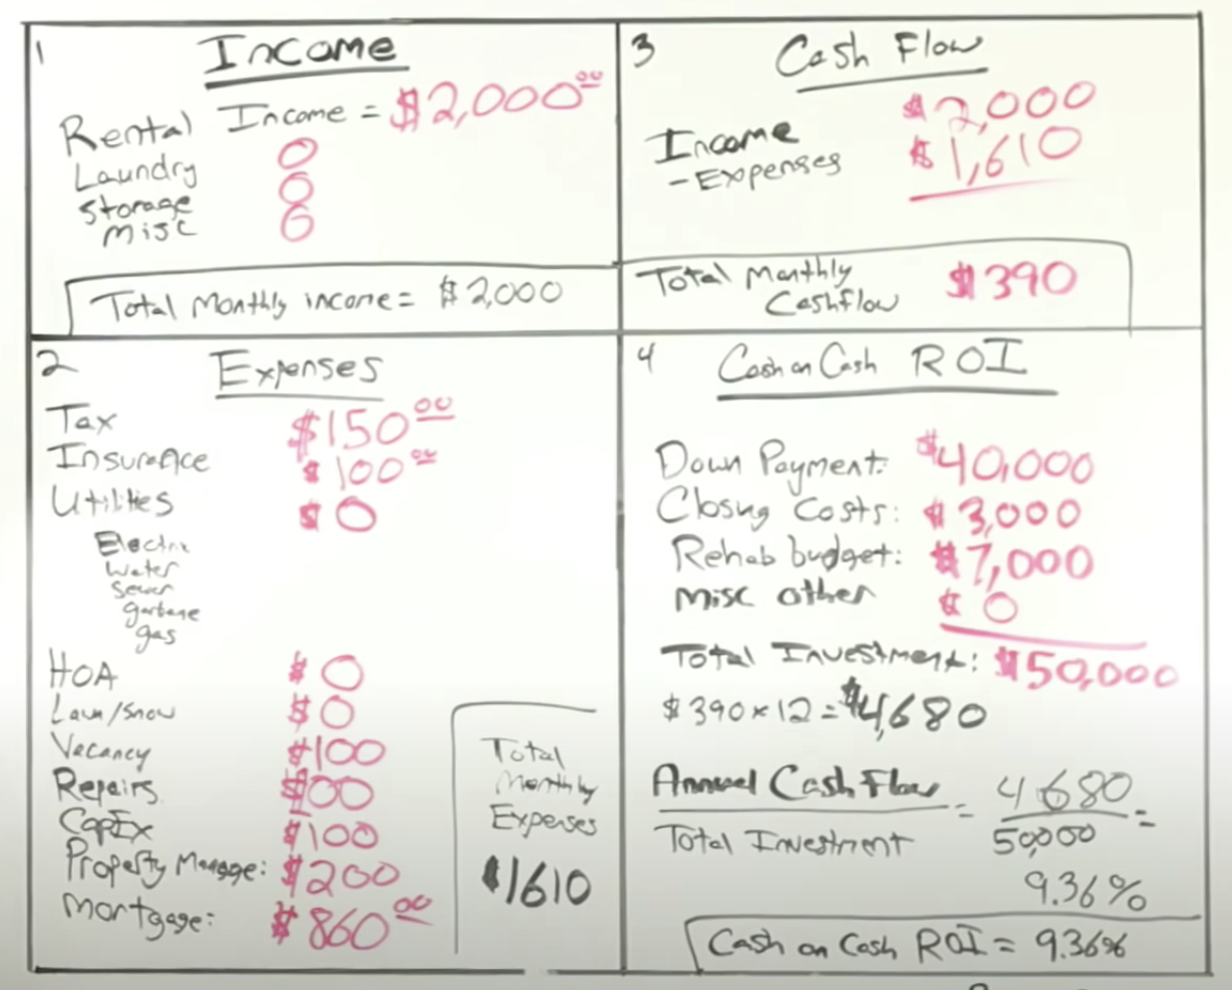 1
Income
Rental Income = $2,000.00
Laundry 0
Storage 0
Misc 0
Total Monthly income = $2,000
2
Expenses
Tax $150.00
Insurance $100.00
Utilities $0
Electric
Water
Sewer
garbage
gas
HOA $0
Lawn/Snow $0
Vacancy $100
Repairs $100
CapEx $100
Property Manage: $200
Mortgage: $860.00
Total
Monthly
Expenses
$1610
3
Cash Flow
Income $2,000
-Expenses $1,610
Total Monthly
Cashflow $390
4
Cash on Cash ROI
Down Payment: $40,000
Closing Costs: $3,000
Rehab budget: $7,000
Misc other $0
Total Investment: $50,000
$390 x 12 = $4,680
Annual Cash Flow = 4680 =
Total Investment 50,000
9.36%
Cash on Cash ROI = 9.36%